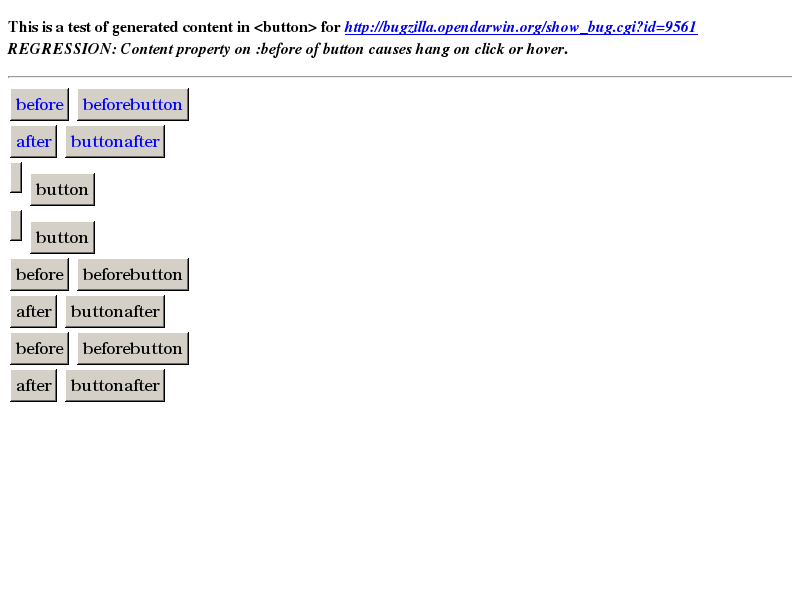 This is a test of generated content in <button> for http://bugzilla.opendarwin.org/show_bug.cgi?id=9561
REGRESSION: Content property on :before of button causes hang on click or hover.
before beforebutton
after buttonafter
button
button
before beforebutton
after buttonafter
before beforebutton
after buttonafter